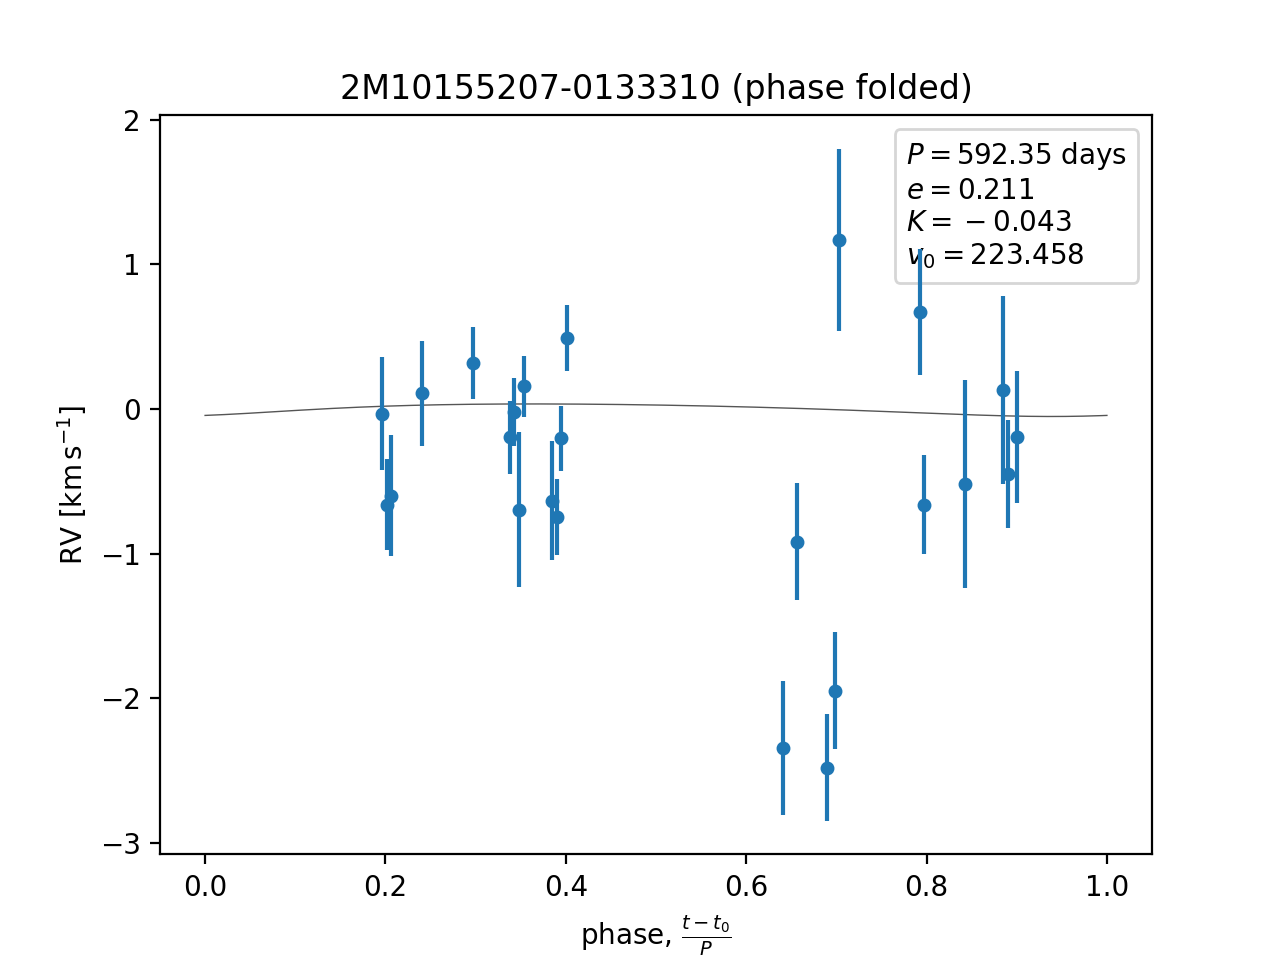 2M10155207-0133310 (phase folded)
P = 592.35 days
e = 0.211
K = −0.043
v₀ = 223.458
2
1
0
−1
−2
−3
RV [km s⁻¹]
0.0 0.2 0.4 0.6 0.8 1.0
phase, (t − t₀)/P